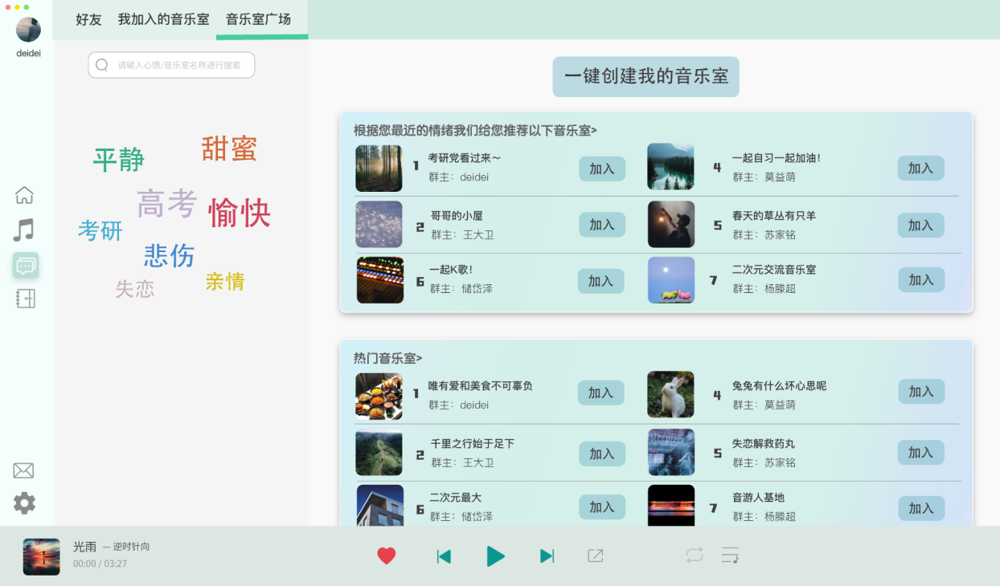 好友 我加入的音乐室 音乐室广场
deidei
请输入心情/音乐室名称进行搜索
平静 甜蜜
高考 愉快
考研
悲伤
失恋 亲情
一键创建我的音乐室
根据您最近的情绪我们给您推荐以下音乐室>
1 考研党看过来～
群主：deidei
加入
4 一起自习一起加油！
群主：莫益萌
加入
2 哥哥的小屋
群主：王大卫
加入
5 春天的草丛有只羊
群主：苏家铭
加入
6 一起K歌！
群主：储岱泽
加入
7 二次元交流音乐室
群主：杨滕超
加入
热门音乐室>
1 唯有爱和美食不可辜负
群主：deidei
加入
4 兔兔有什么坏心思呢
群主：莫益萌
加入
2 千里之行始于足下
群主：王大卫
加入
5 失恋解救药丸
群主：苏家铭
加入
6 二次元最大
群主：储岱泽
加入
7 音游人基地
群主：杨滕超
加入
光雨 — 逆时针向
00:00 / 03:27